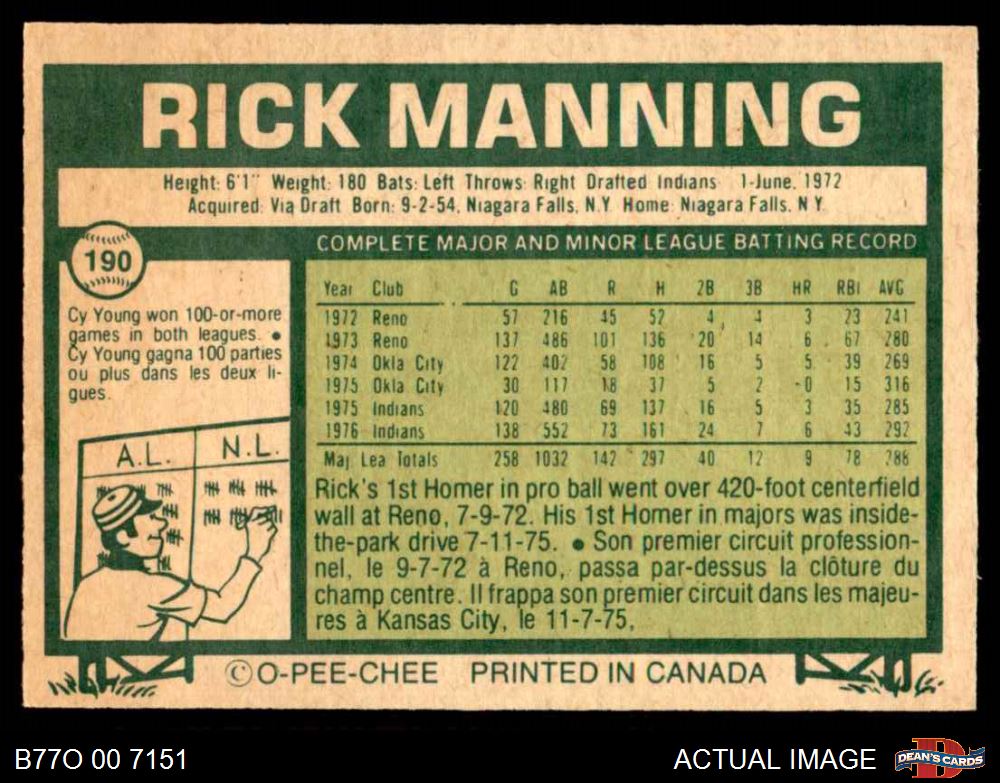 RICK MANNING
Height: 6'1" Weight: 180 Bats: Left Throws: Right Drafted Indians 1-June, 1972
Acquired: Via Draft Born: 9-2-54, Niagara Falls, N.Y. Home: Niagara Falls, N.Y.
190
COMPLETE MAJOR AND MINOR LEAGUE BATTING RECORD
Cy Young won 100-or-more
games in both leagues. •
Cy Young gagna 100 parties
ou plus dans les deux li-
gues.
A.L. N.L.
Year Club G AB R H 2B 3B HR RBI AVG
1972 Reno 57 216 45 52 4 4 3 23 241
1973 Reno 137 486 101 136 20 14 6 67 280
1974 Okla City 122 402 58 108 16 5 5 39 269
1975 Okla City 30 117 18 37 5 2 0 15 316
1975 Indians 120 480 69 137 16 5 3 35 285
1976 Indians 138 552 73 161 24 7 6 43 292
Maj Lea Totals 258 1032 142 297 40 12 9 78 288
Rick's 1st Homer in pro ball went over 420-foot centerfield
wall at Reno, 7-9-72. His 1st Homer in majors was inside-
the-park drive 7-11-75. • Son premier circuit profession-
nel, le 9-7-72 à Reno, passa par-dessus la clôture du
champ centre. Il frappa son premier circuit dans les majeu-
res à Kansas City, le 11-7-75,
© O-PEE-CHEE PRINTED IN CANADA
B77O 00 7151
ACTUAL IMAGE
D
DEAN'S CARDS